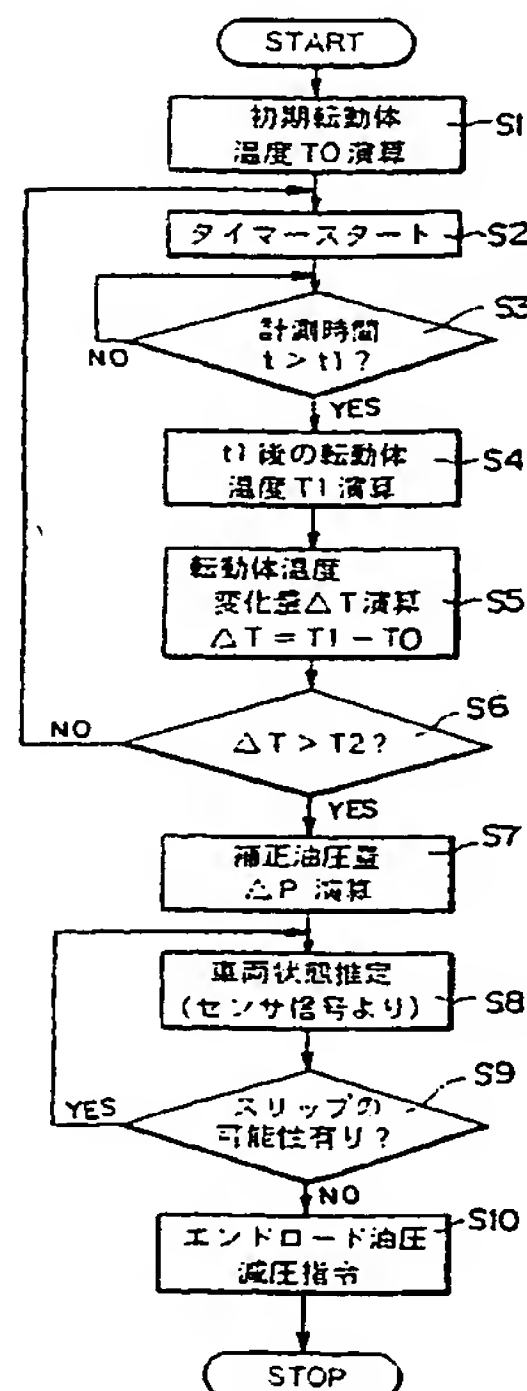 START
初期転動体
温度T0演算
S1
タイマースタート
S2
計測時間
t > t1 ?
S3
NO
YES
t1後の転動体
温度T1演算
S4
転動体温度
変化量△T演算
△T = T1 - T0
S5
△T > T2?
S6
NO
YES
補正油圧量
△P 演算
S7
車両状態推定
(センサ信号より)
S8
スリップの
可能性有り?
S9
YES
NO
エンドロード油圧
減圧指令
S10
STOP